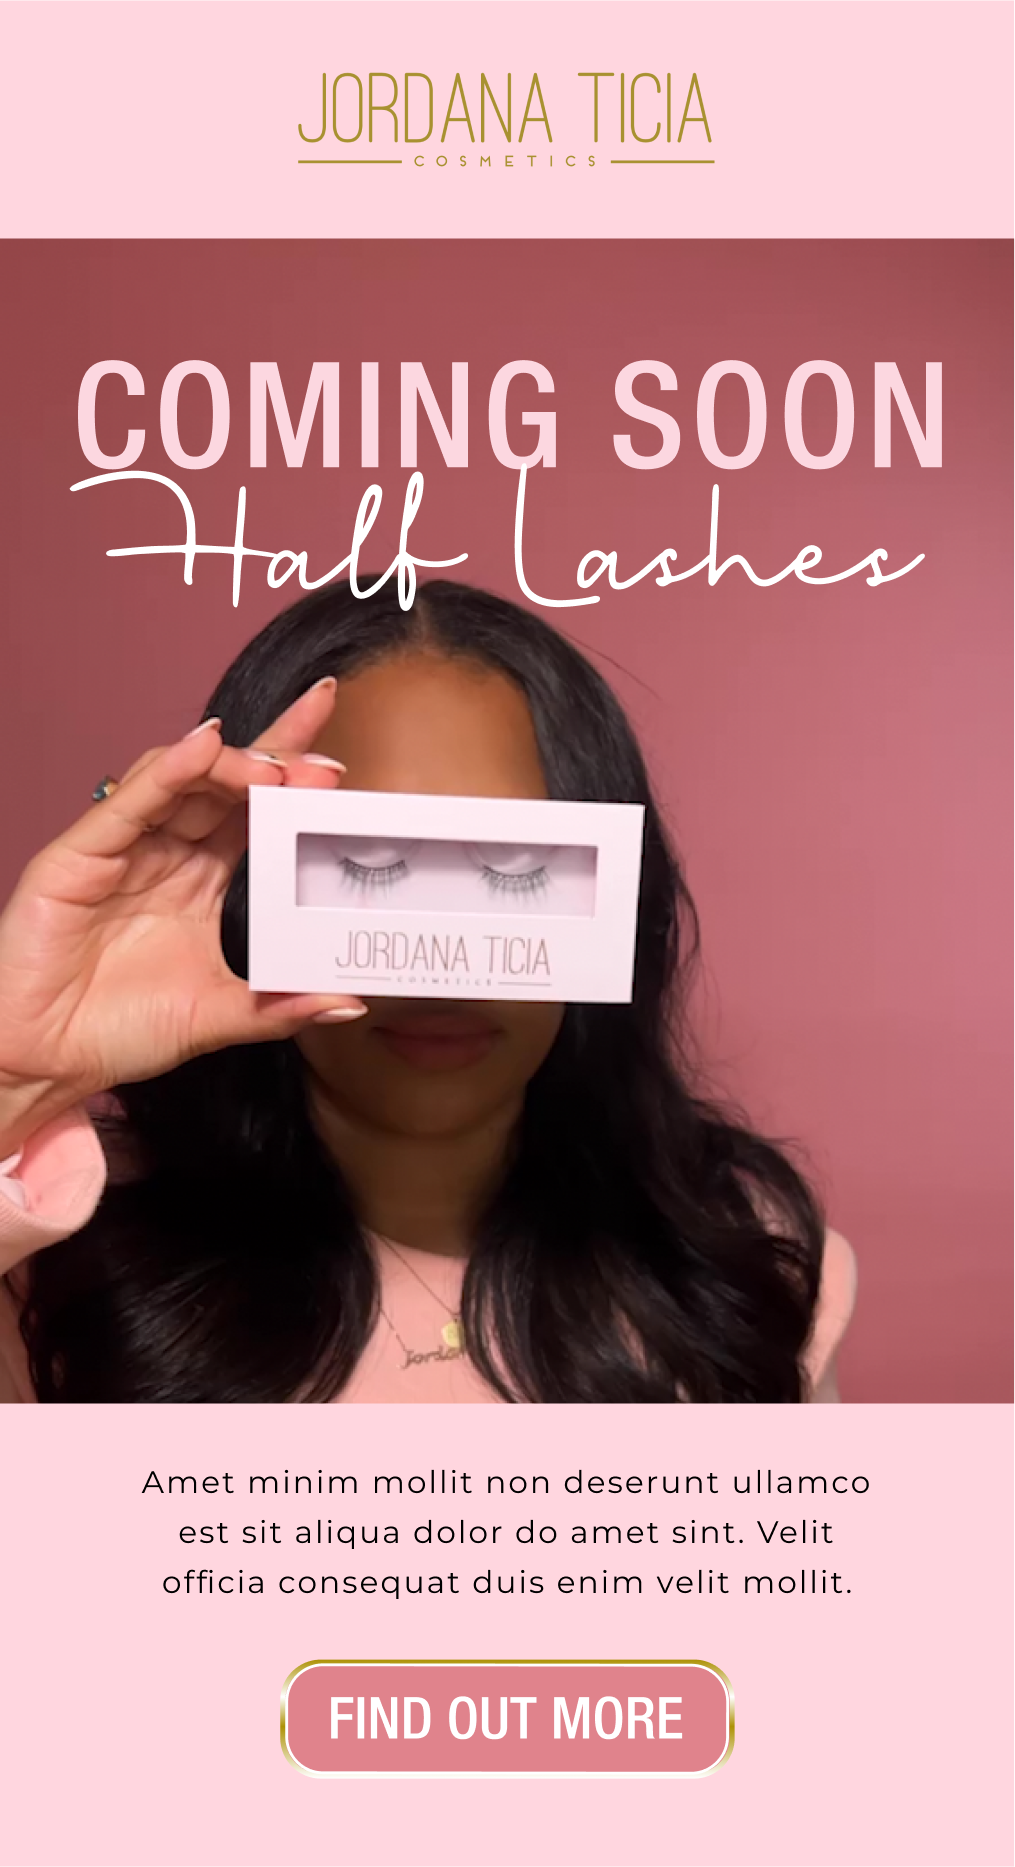 JORDANA TICIA
COSMETICS
COMING SOON
Half Lashes
JORDANA TICIA
COSMETICS
Amet minim mollit non deserunt ullamco
est sit aliqua dolor do amet sint. Velit
officia consequat duis enim velit mollit.
FIND OUT MORE